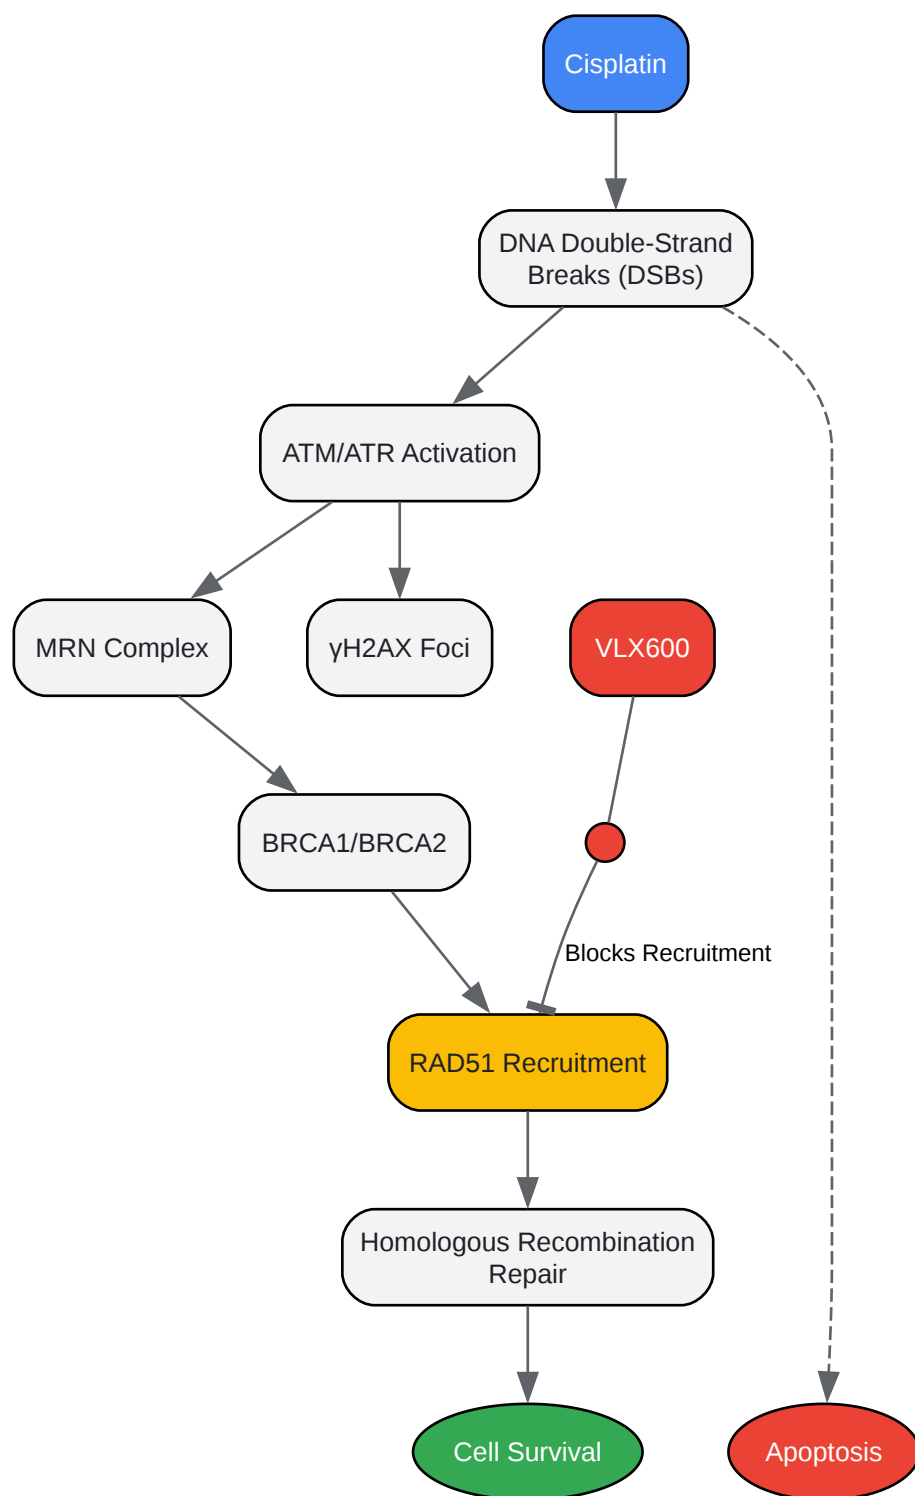 Cisplatin
DNA Double-Strand
Breaks (DSBs)
ATM/ATR Activation
MRN Complex
γH2AX Foci
VLX600
BRCA1/BRCA2
Blocks Recruitment
RAD51 Recruitment
Homologous Recombination
Repair
Cell Survival
Apoptosis